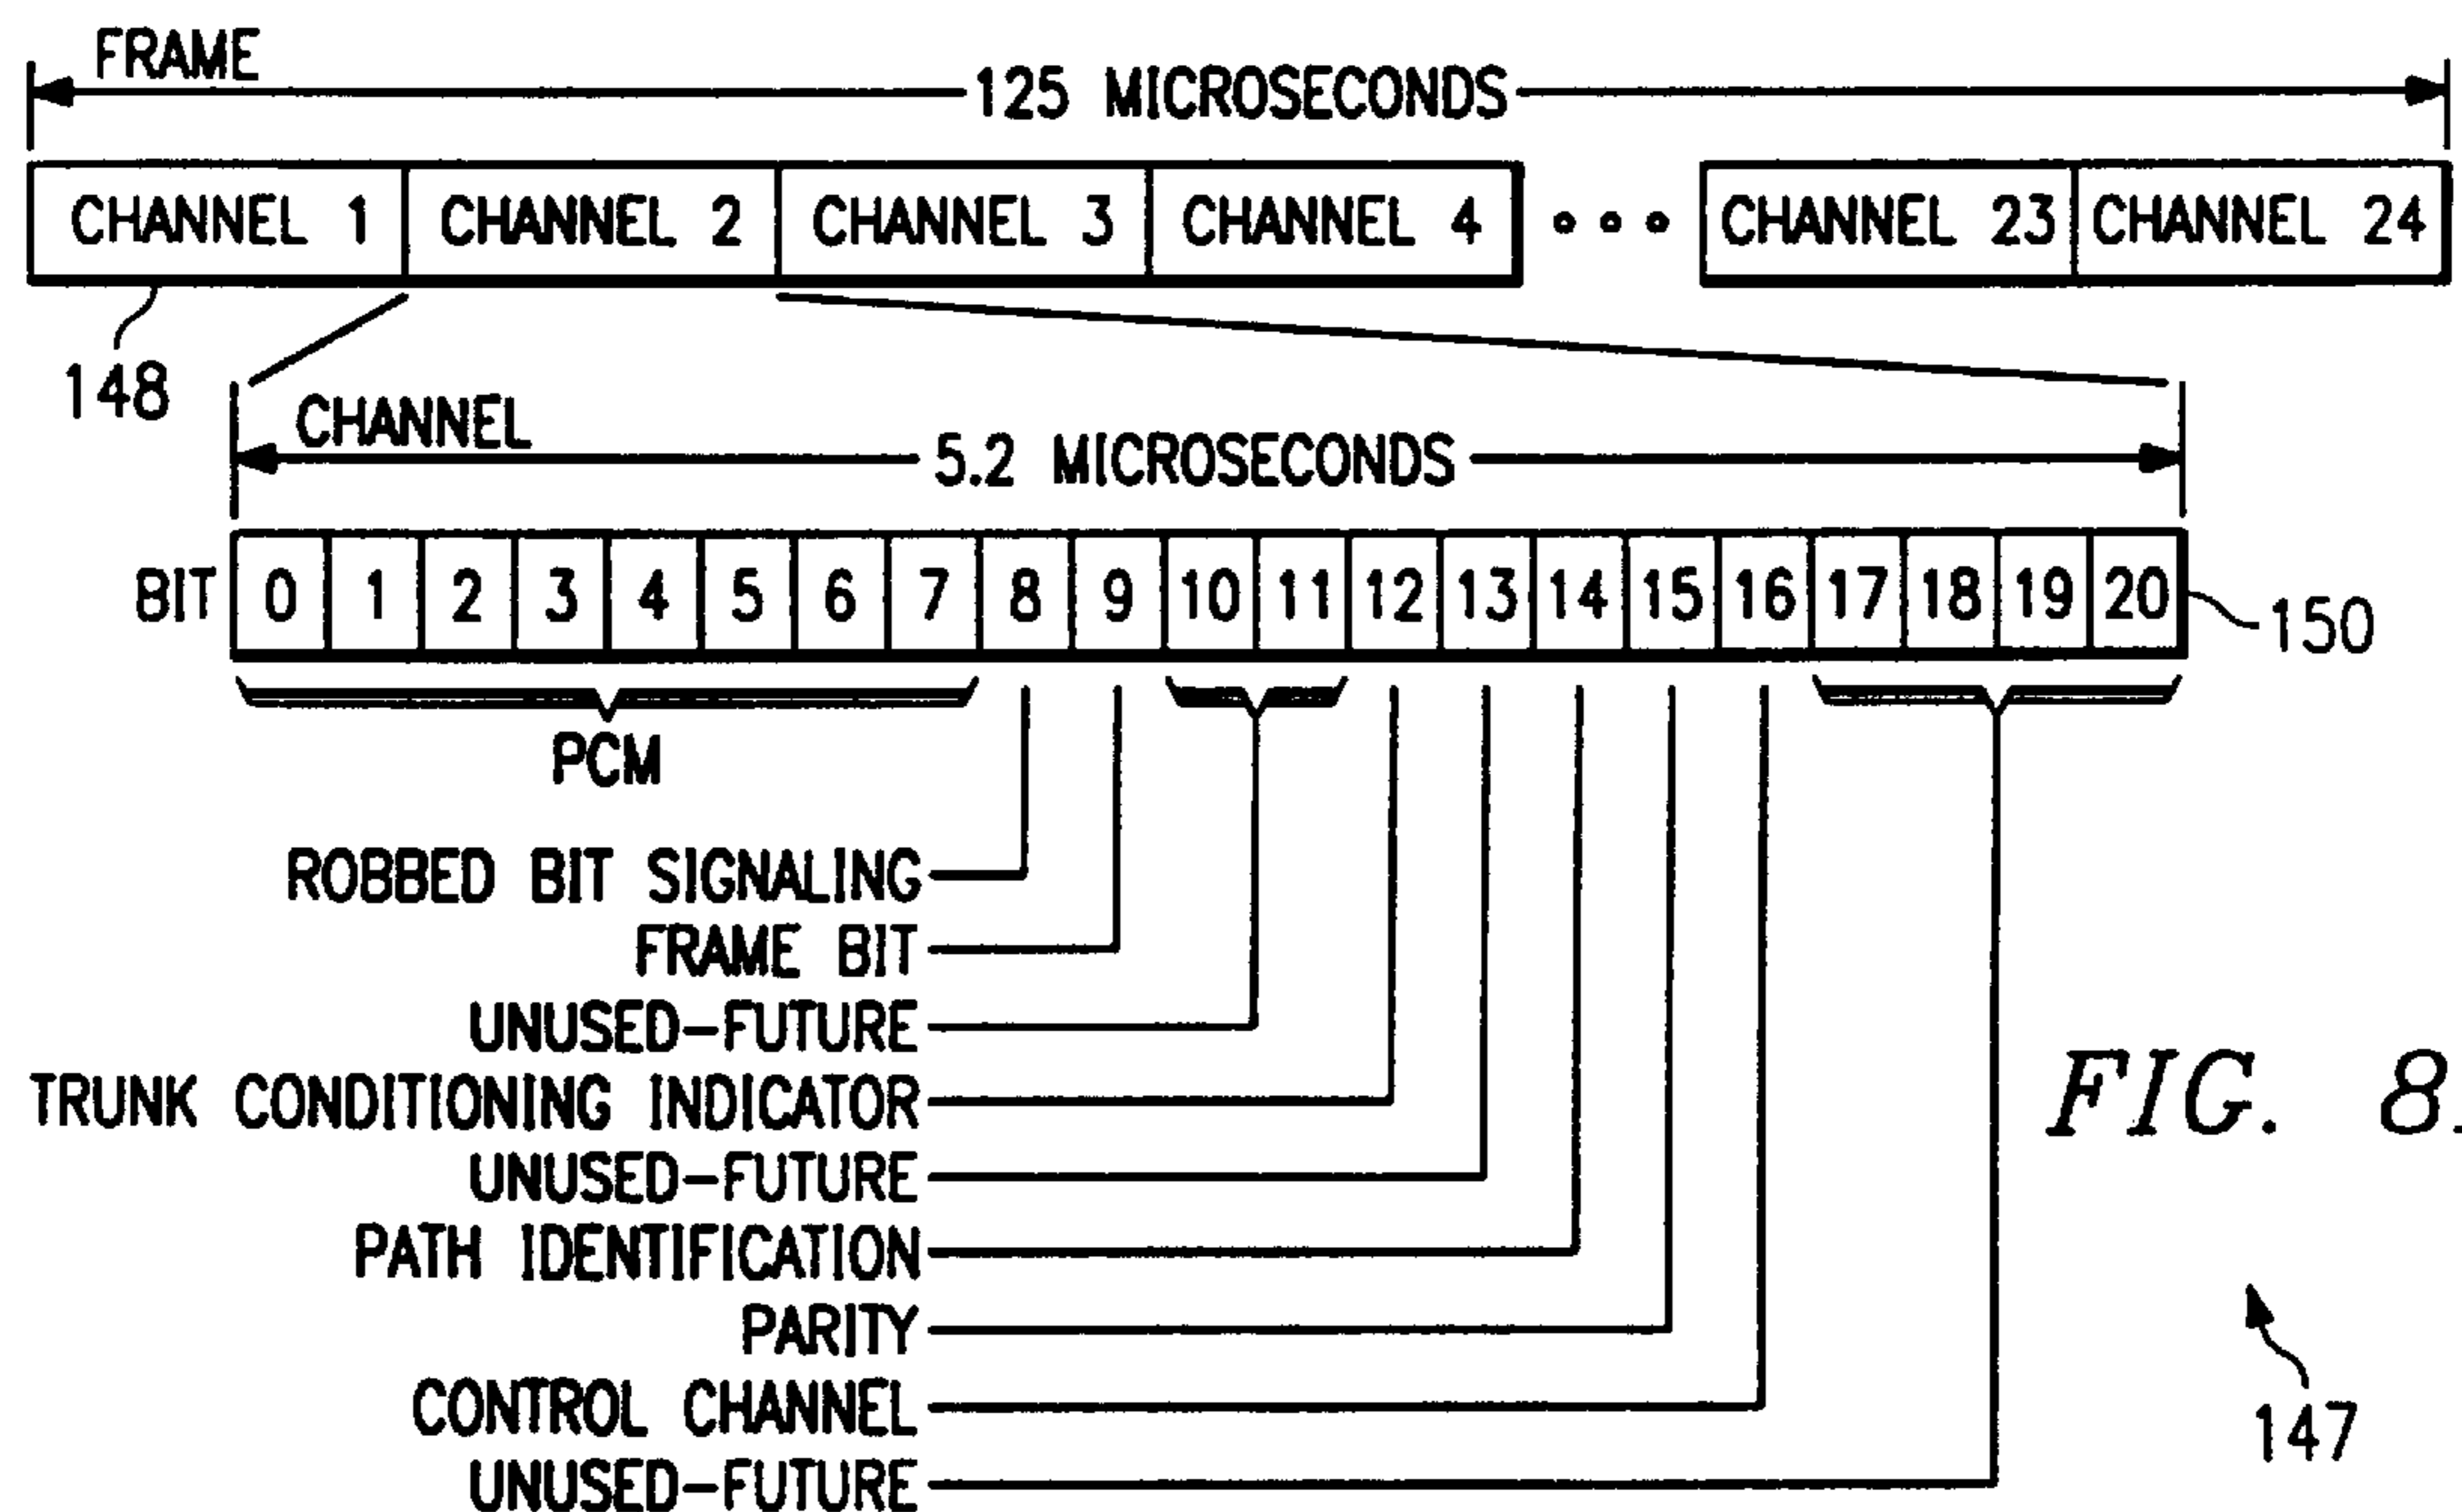 FRAME
125 MICROSECONDS
CHANNEL 1 CHANNEL 2 CHANNEL 3 CHANNEL 4 CHANNEL 23 CHANNEL 24
148
CHANNEL
5.2 MICROSECONDS
BIT 0 1 2 3 4 5 6 7 8 9 10 11 12 13 14 15 16 17 18 19 20
150
PCM
ROBBED BIT SIGNALING
FRAME BIT
UNUSED-FUTURE
TRUNK CONDITIONING INDICATOR
UNUSED-FUTURE
PATH IDENTIFICATION
PARITY
CONTROL CHANNEL
UNUSED-FUTURE
FIG. 8.
147